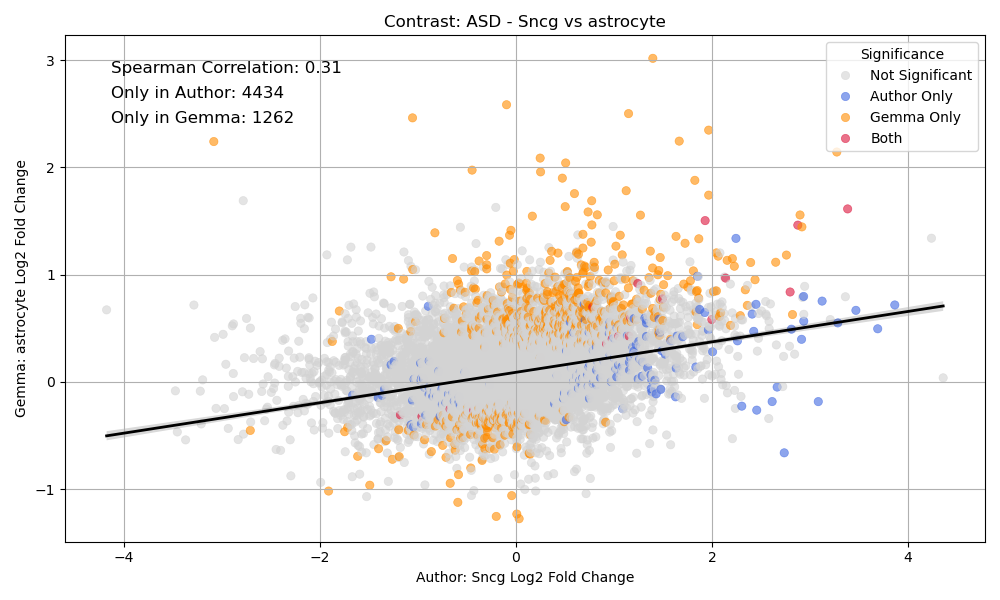 Contrast: ASD - Sncg vs astrocyte
Spearman Correlation: 0.31
Only in Author: 4434
Only in Gemma: 1262
Significance
Not Significant
Author Only
Gemma Only
Both
Gemma: astrocyte Log2 Fold Change
3
2
1
0
−1
−4
−2
0
2
4
Author: Sncg Log2 Fold Change